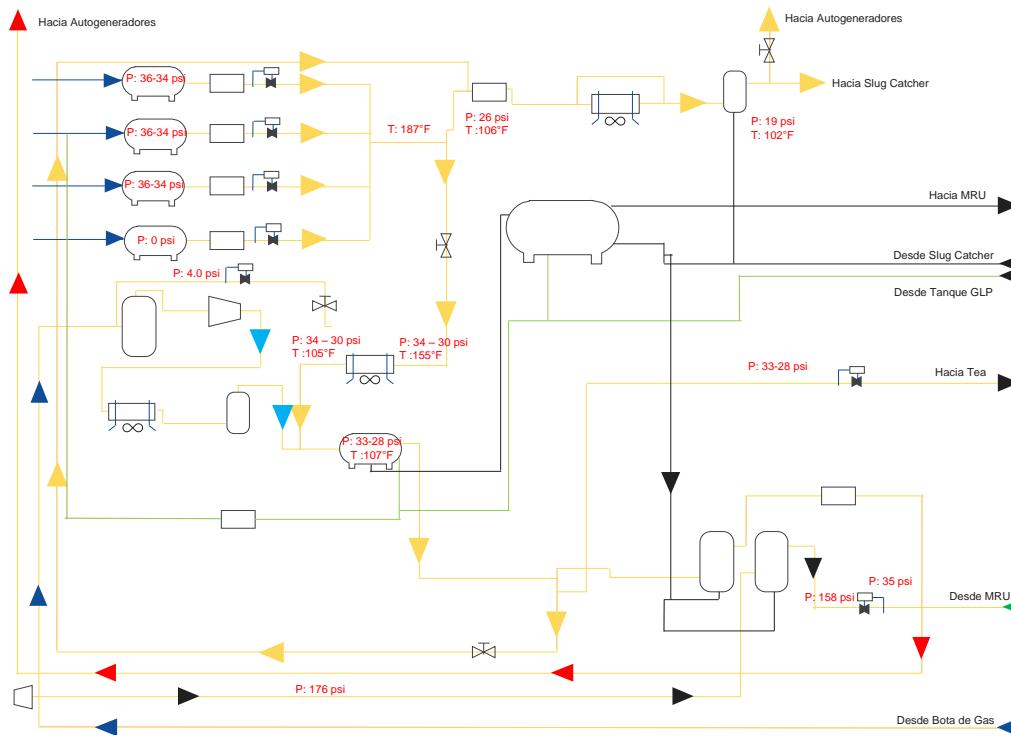 Hacia Autogeneradores
Hacia Autogeneradores
P: 36-34 psi
Hacia Slug Catcher
P: 26 psi
T :106°F
P: 19 psi
T: 102°F
P: 36-34 psi
T: 187°F
P: 36-34 psi
Hacia MRU
P: 0 psi
Desde Slug Catcher
P: 4.0 psi
Desde Tanque GLP
P: 34 – 30 psi
T :105°F
P: 34 – 30 psi
T :155°F
P: 33-28 psi
Hacia Tea
P: 33-28 psi
T :107°F
P: 35 psi
P: 158 psi
Desde MRU
P: 176 psi
Desde Bota de Gas